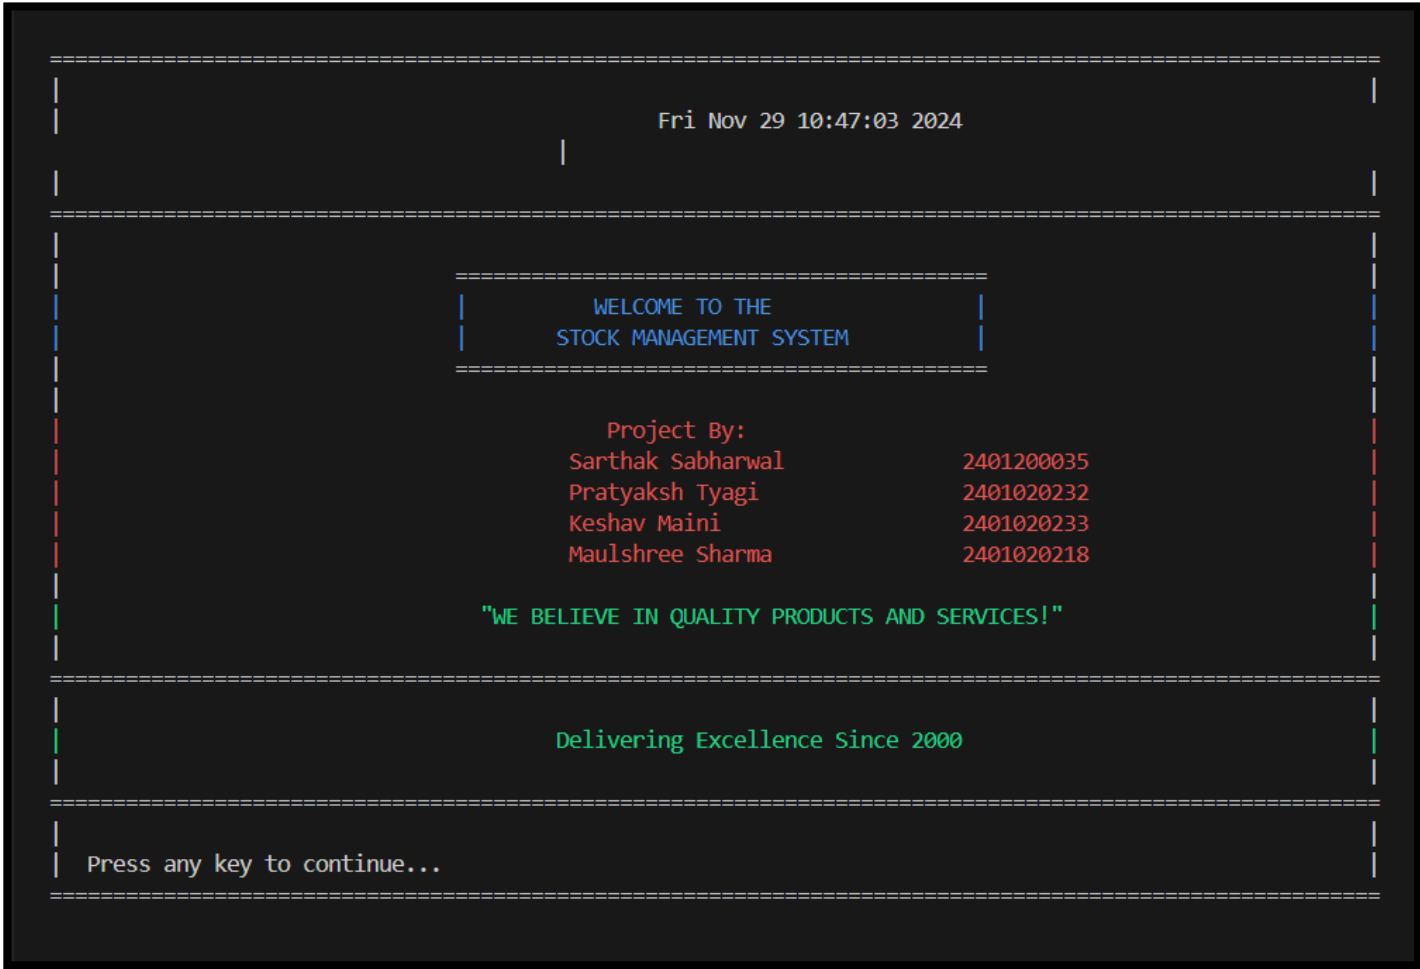 Fri Nov 29 10:47:03 2024
WELCOME TO THE
STOCK MANAGEMENT SYSTEM
Project By:
Sarthak Sabharwal 2401200035
Pratyaksh Tyagi 2401020232
Keshav Maini 2401020233
Maulshree Sharma 2401020218
"WE BELIEVE IN QUALITY PRODUCTS AND SERVICES!"
Delivering Excellence Since 2000
Press any key to continue...